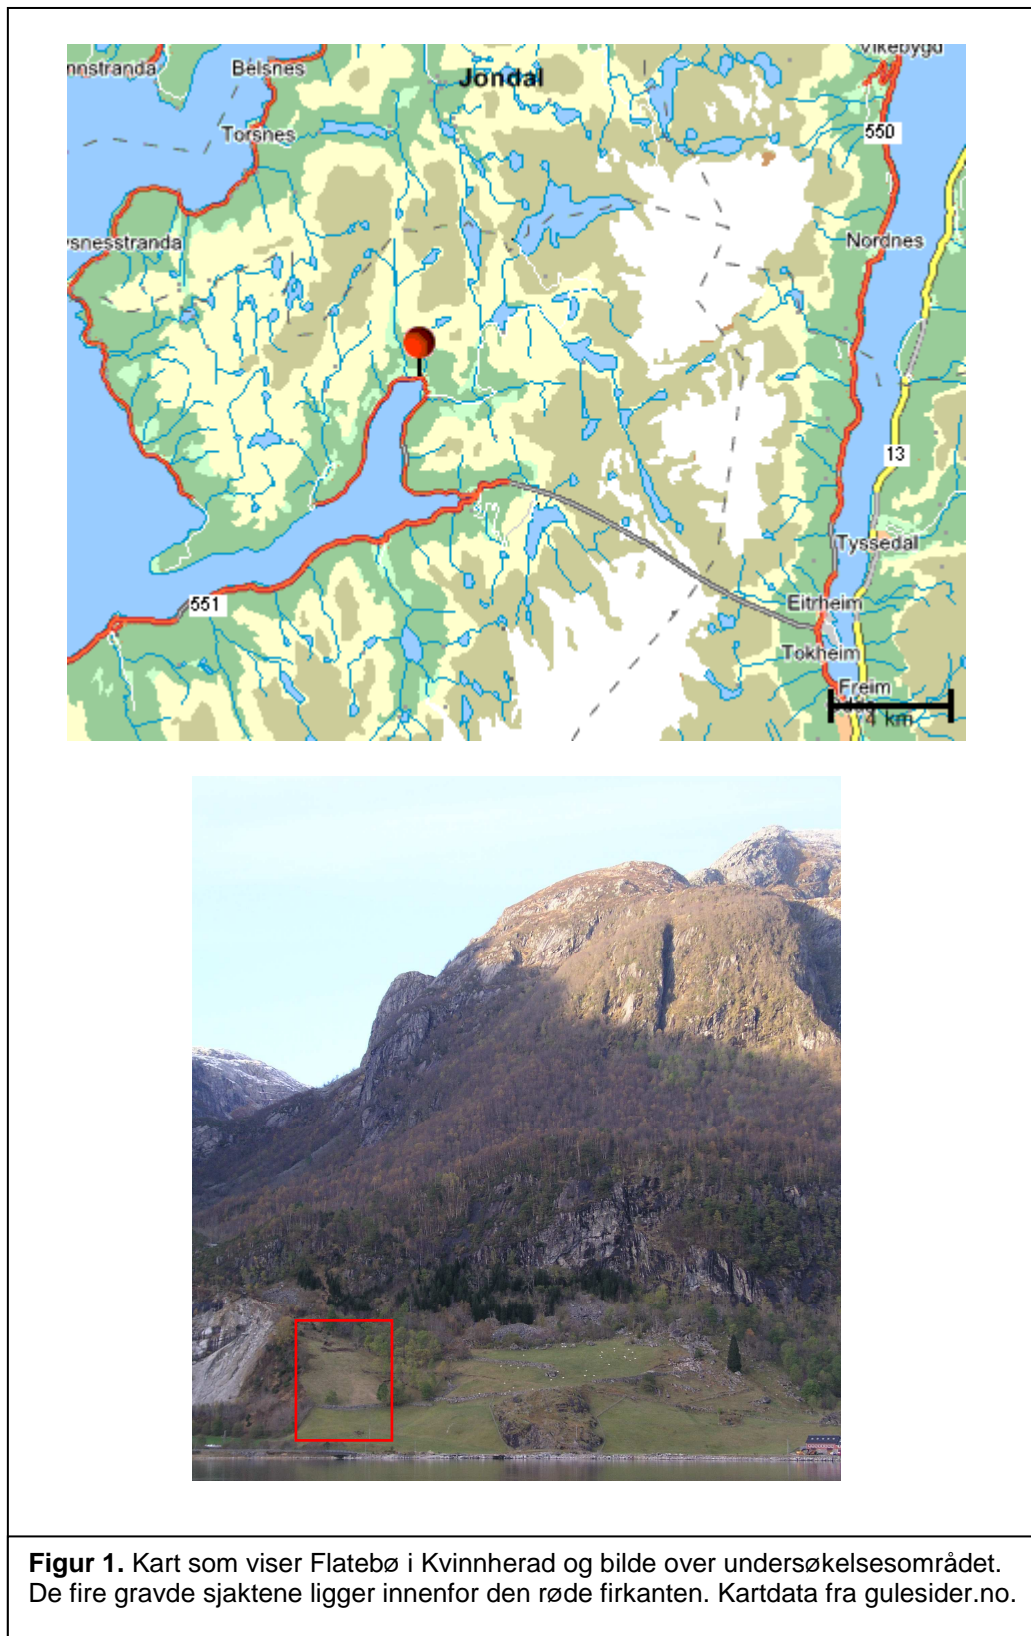 Vikebygd
nnstranda
Belsnes
Jondal
Torsnes
550
ysnesstranda
Nordnes
13
Tyssedal
Eitrheim
551
Tokheim
Freim
4 km
Figur 1. Kart som viser Flatebø i Kvinnherad og bilde over undersøkelsesområdet.
De fire gravde sjaktene ligger innenfor den røde firkanten. Kartdata fra gulesider.no.